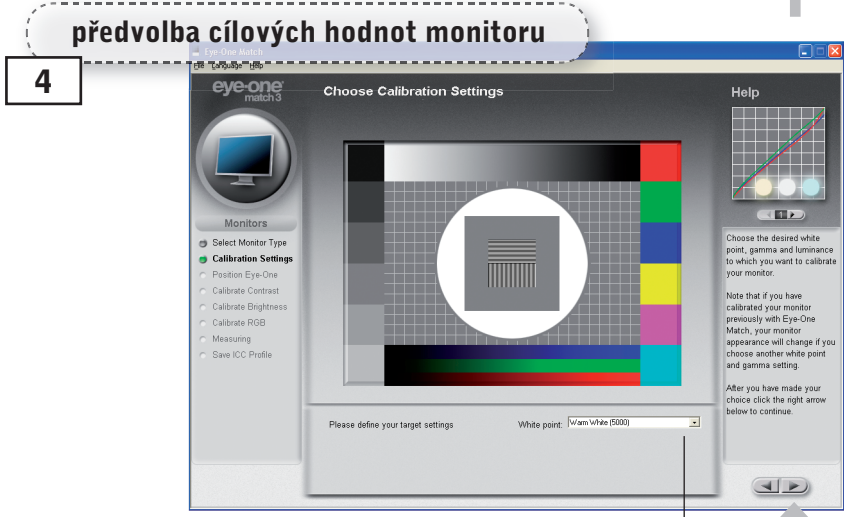 předvolba cílových hodnot monitoru
4
Eye-One Match
File Language Help
eye-one
match 3
Choose Calibration Settings
Help
1
Monitors
Select Monitor Type
Calibration Settings
Position Eye-One
Calibrate Contrast
Calibrate Brightness
Calibrate RGB
Measuring
Save ICC Profile
Choose the desired white
point, gamma and luminance
to which you want to calibrate
your monitor.
Note that if you have
calibrated your monitor
previously with Eye-One
Match, your monitor
appearance will change if you
choose another white point
and gamma setting.
After you have made your
choice click the right arrow
below to continue.
Please define your target settings
White point: Warm White (5000)